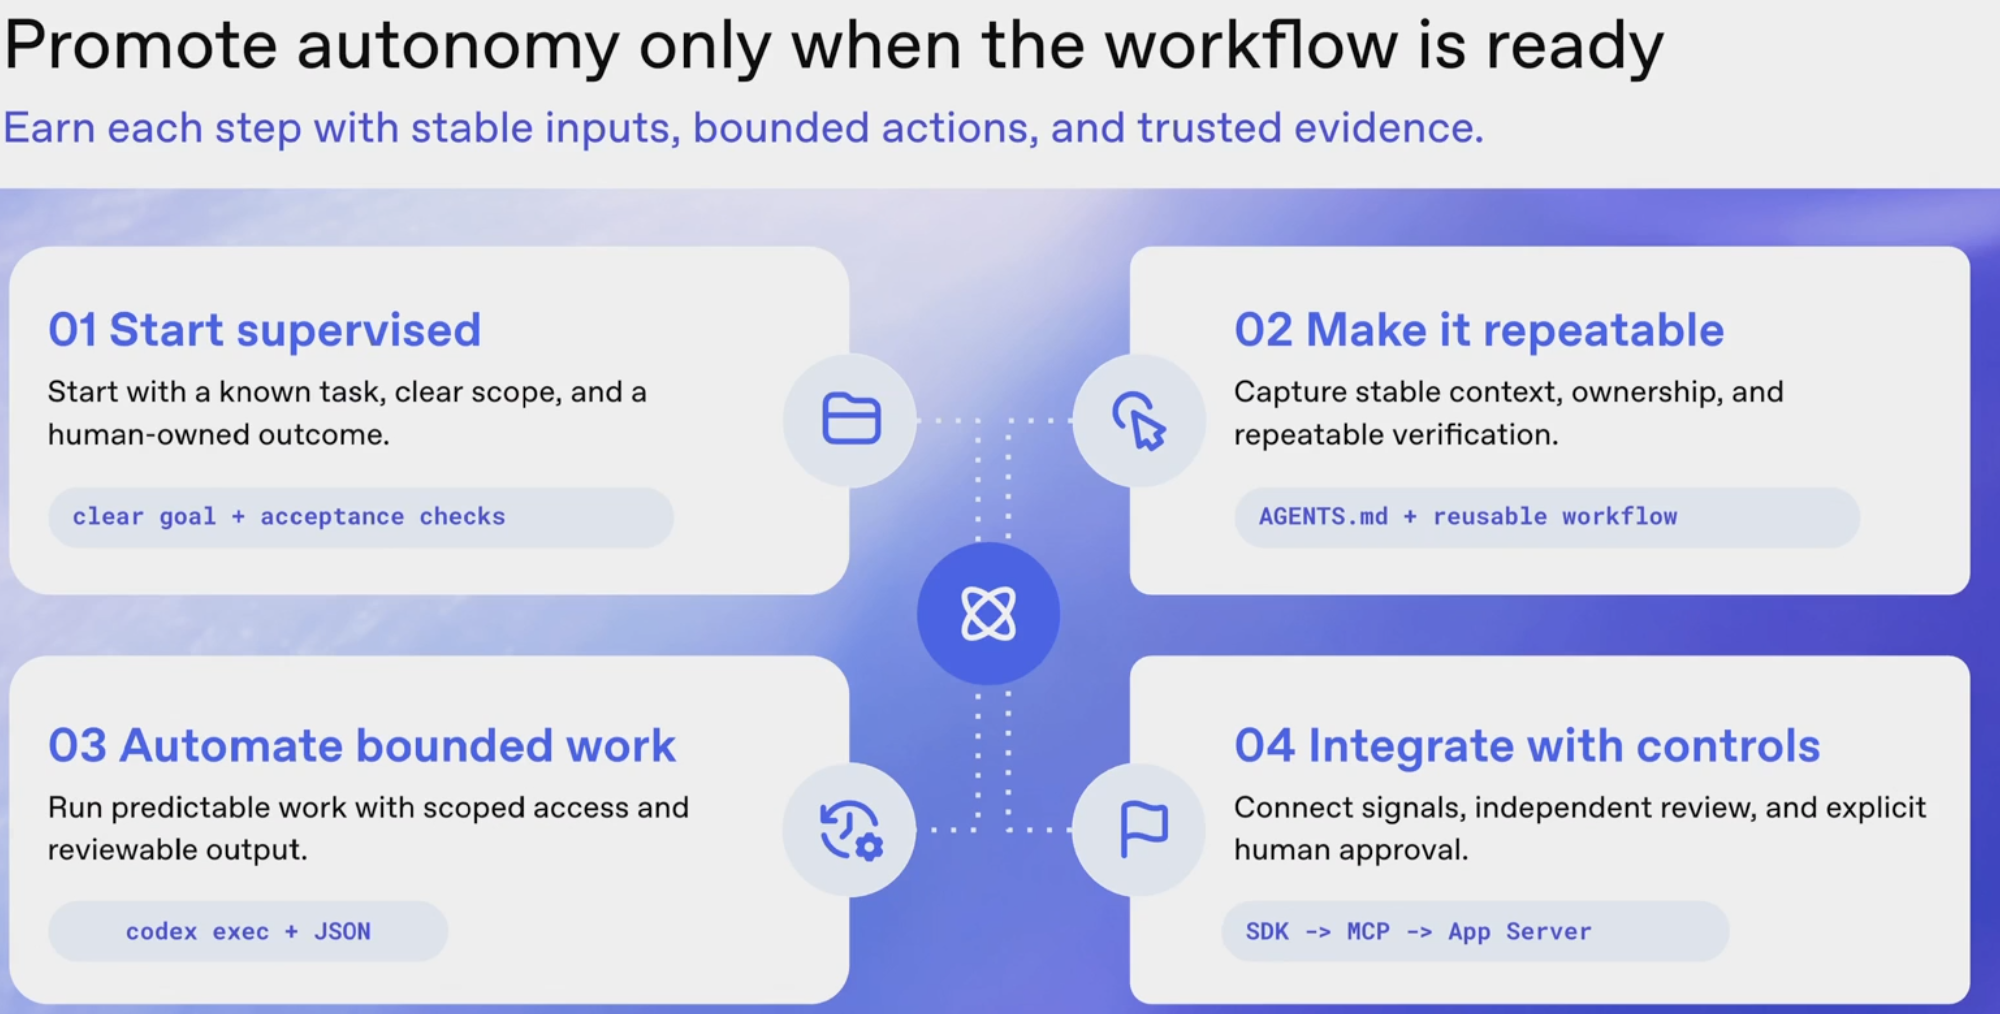 Promote autonomy only when the workflow is ready
Earn each step with stable inputs, bounded actions, and trusted evidence.
01 Start supervised
Start with a known task, clear scope, and a
human-owned outcome.
clear goal + acceptance checks
02 Make it repeatable
Capture stable context, ownership, and
repeatable verification.
AGENTS.md + reusable workflow
03 Automate bounded work
Run predictable work with scoped access and
reviewable output.
codex exec + JSON
04 Integrate with controls
Connect signals, independent review, and explicit
human approval.
SDK -> MCP -> App Server